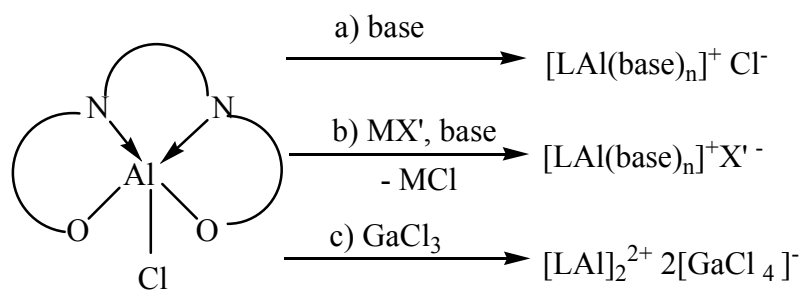 a) base
[LAl(base)n]+ Cl-
N N
b) MX', base
[LAl(base)n]+X' -
- MCl
Al
O O
c) GaCl3
[LAl]2 2+ 2[GaCl 4 ]-
Cl